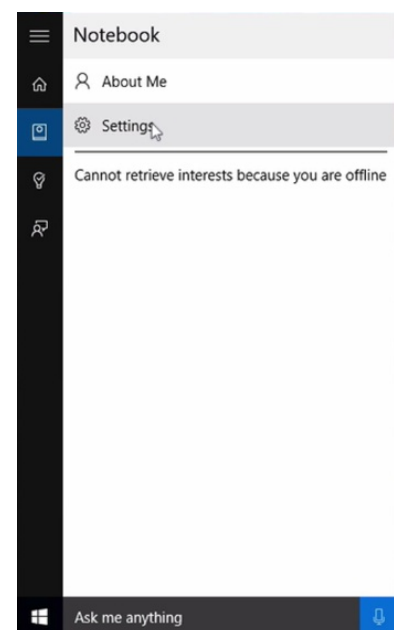 Notebook
About Me
Settings
Cannot retrieve interests because you are offline
Ask me anything